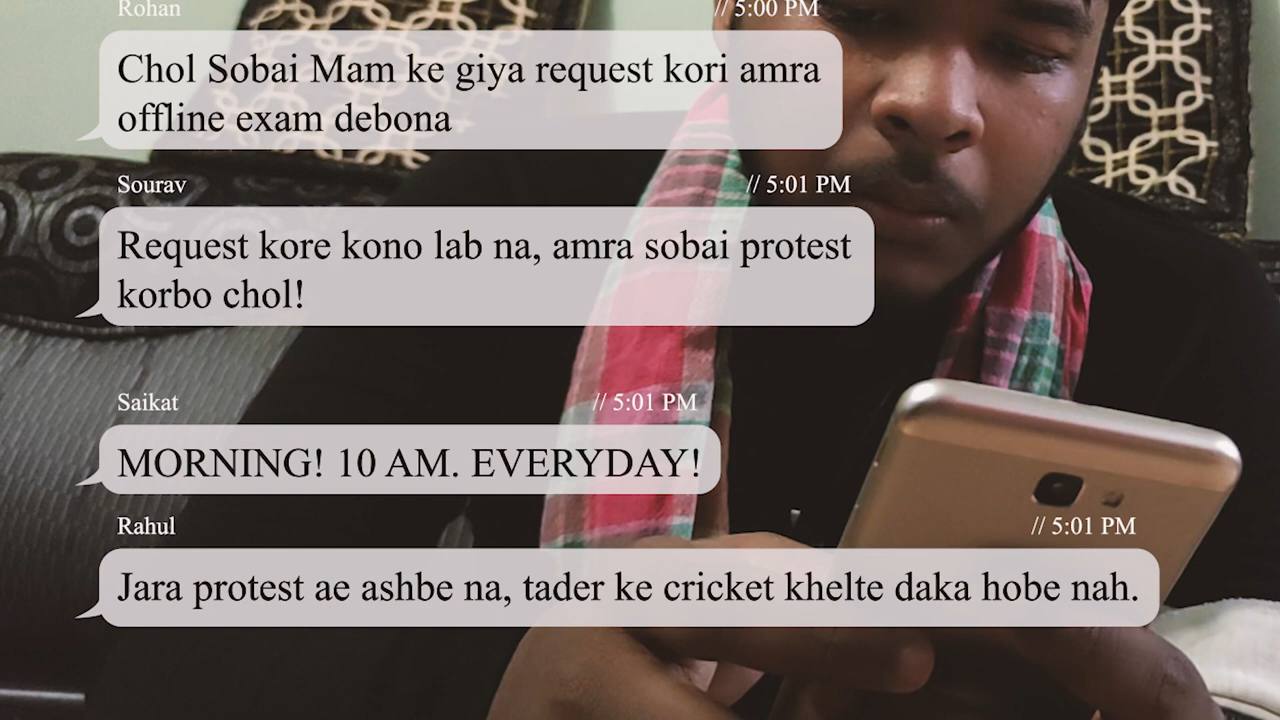 Rohan // 5:00 PM
Chol Sobai Mam ke giya request kori amra
offline exam debona
Sourav // 5:01 PM
Request kore kono lab na, amra sobai protest
korbo chol!
Saikat // 5:01 PM
MORNING! 10 AM. EVERYDAY!
Rahul // 5:01 PM
Jara protest ae ashbe na, tader ke cricket khelte daka hobe nah.